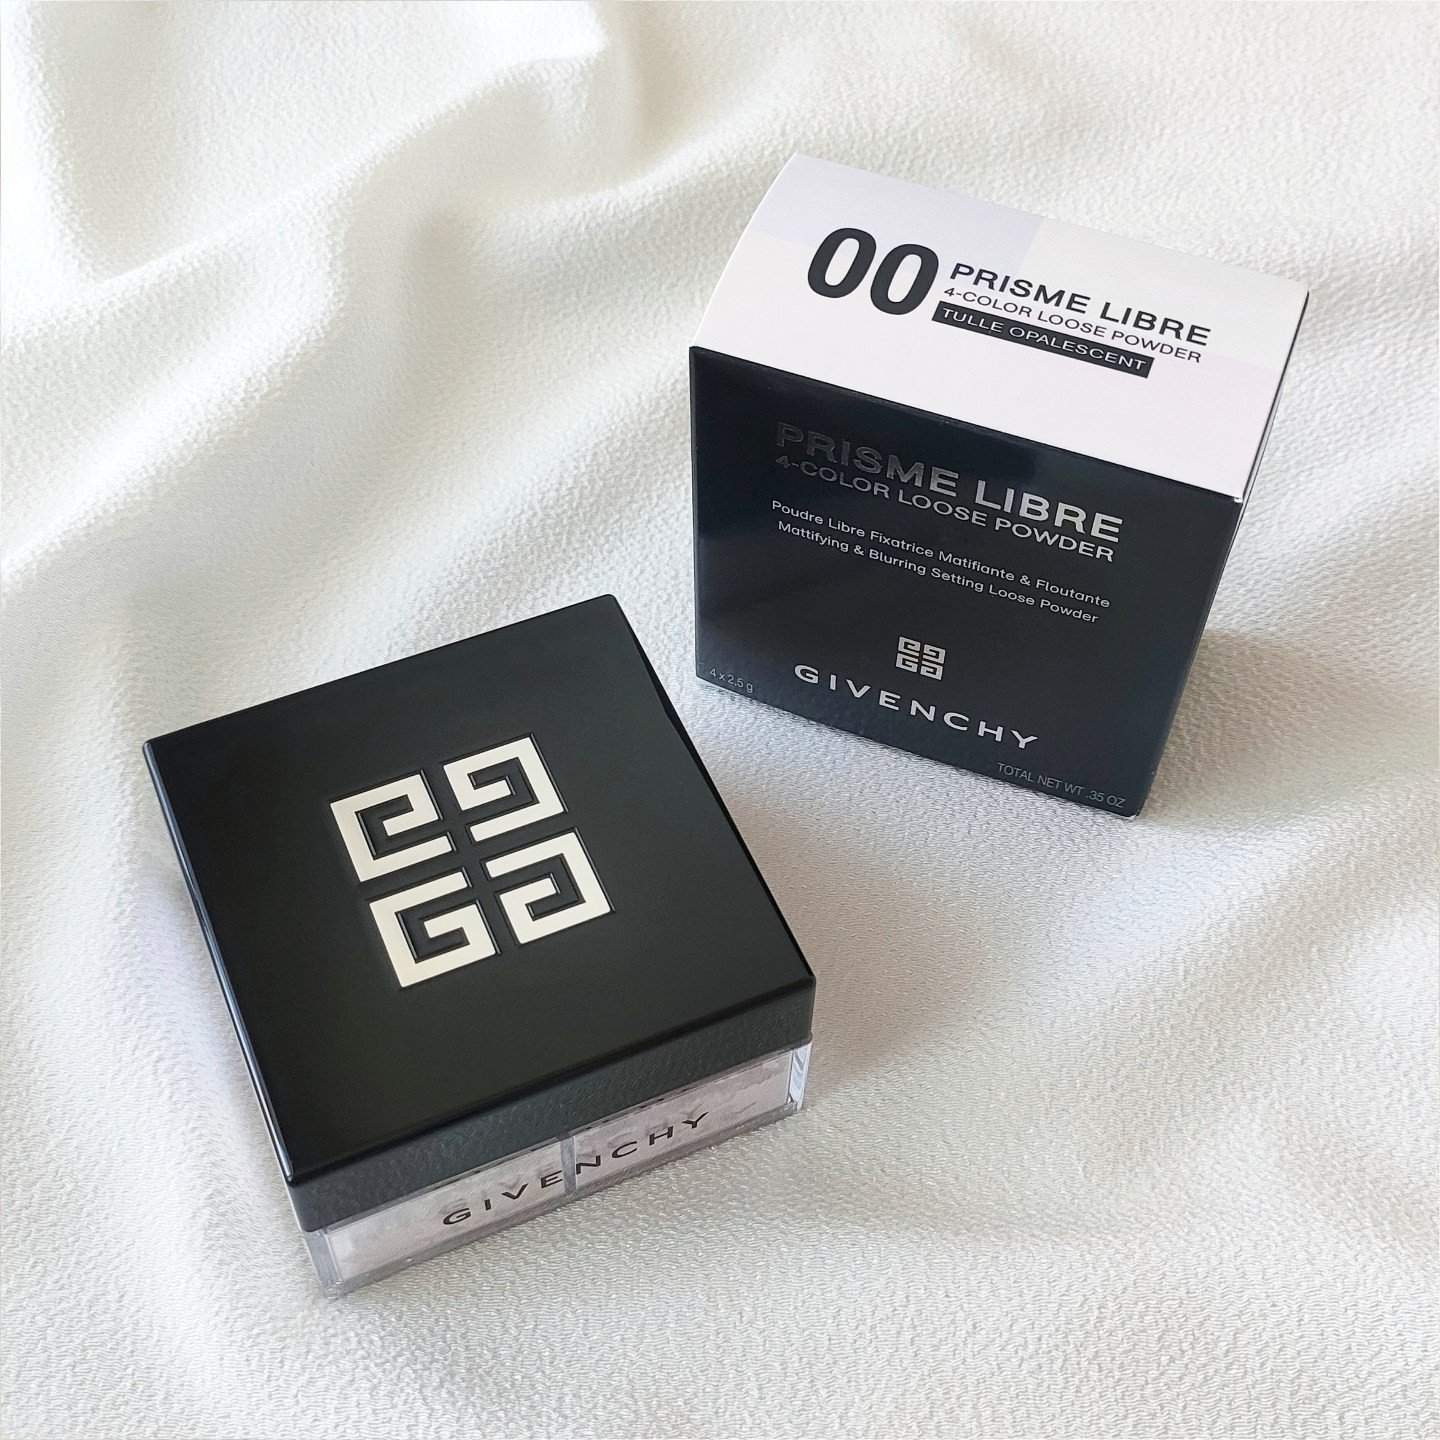 00
PRISME LIBRE
4-COLOR LOOSE POWDER
TULLE OPALESCENT
PRISME LIBRE
4-COLOR LOOSE POWDER
Poudre Libre Fixatrice Matifiante & Floutante
Mattifying & Blurring Setting Loose Powder
GIVENCHY
4 x 2,5 g
TOTAL NET WT .35 OZ
GIVENCHY